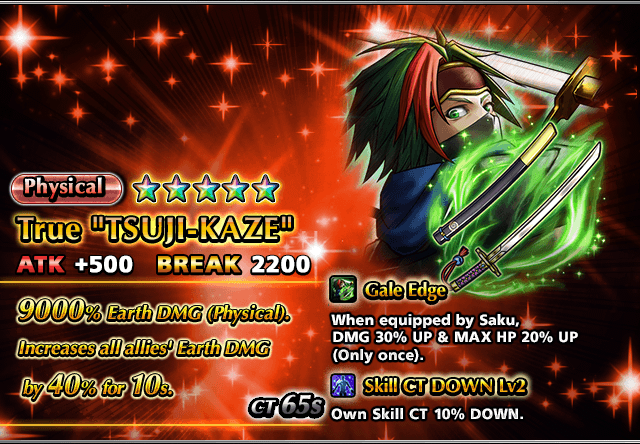 Physical
True "TSUJI-KAZE"
ATK +500 BREAK 2200
9000% Earth DMG (Physical).
Increases all allies' Earth DMG
by 40% for 10s.
CT 65s
Gale Edge
When equipped by Saku,
DMG 30% UP & MAX HP 20% UP
(Only once).
Skill CT DOWN Lv2
Own Skill CT 10% DOWN.